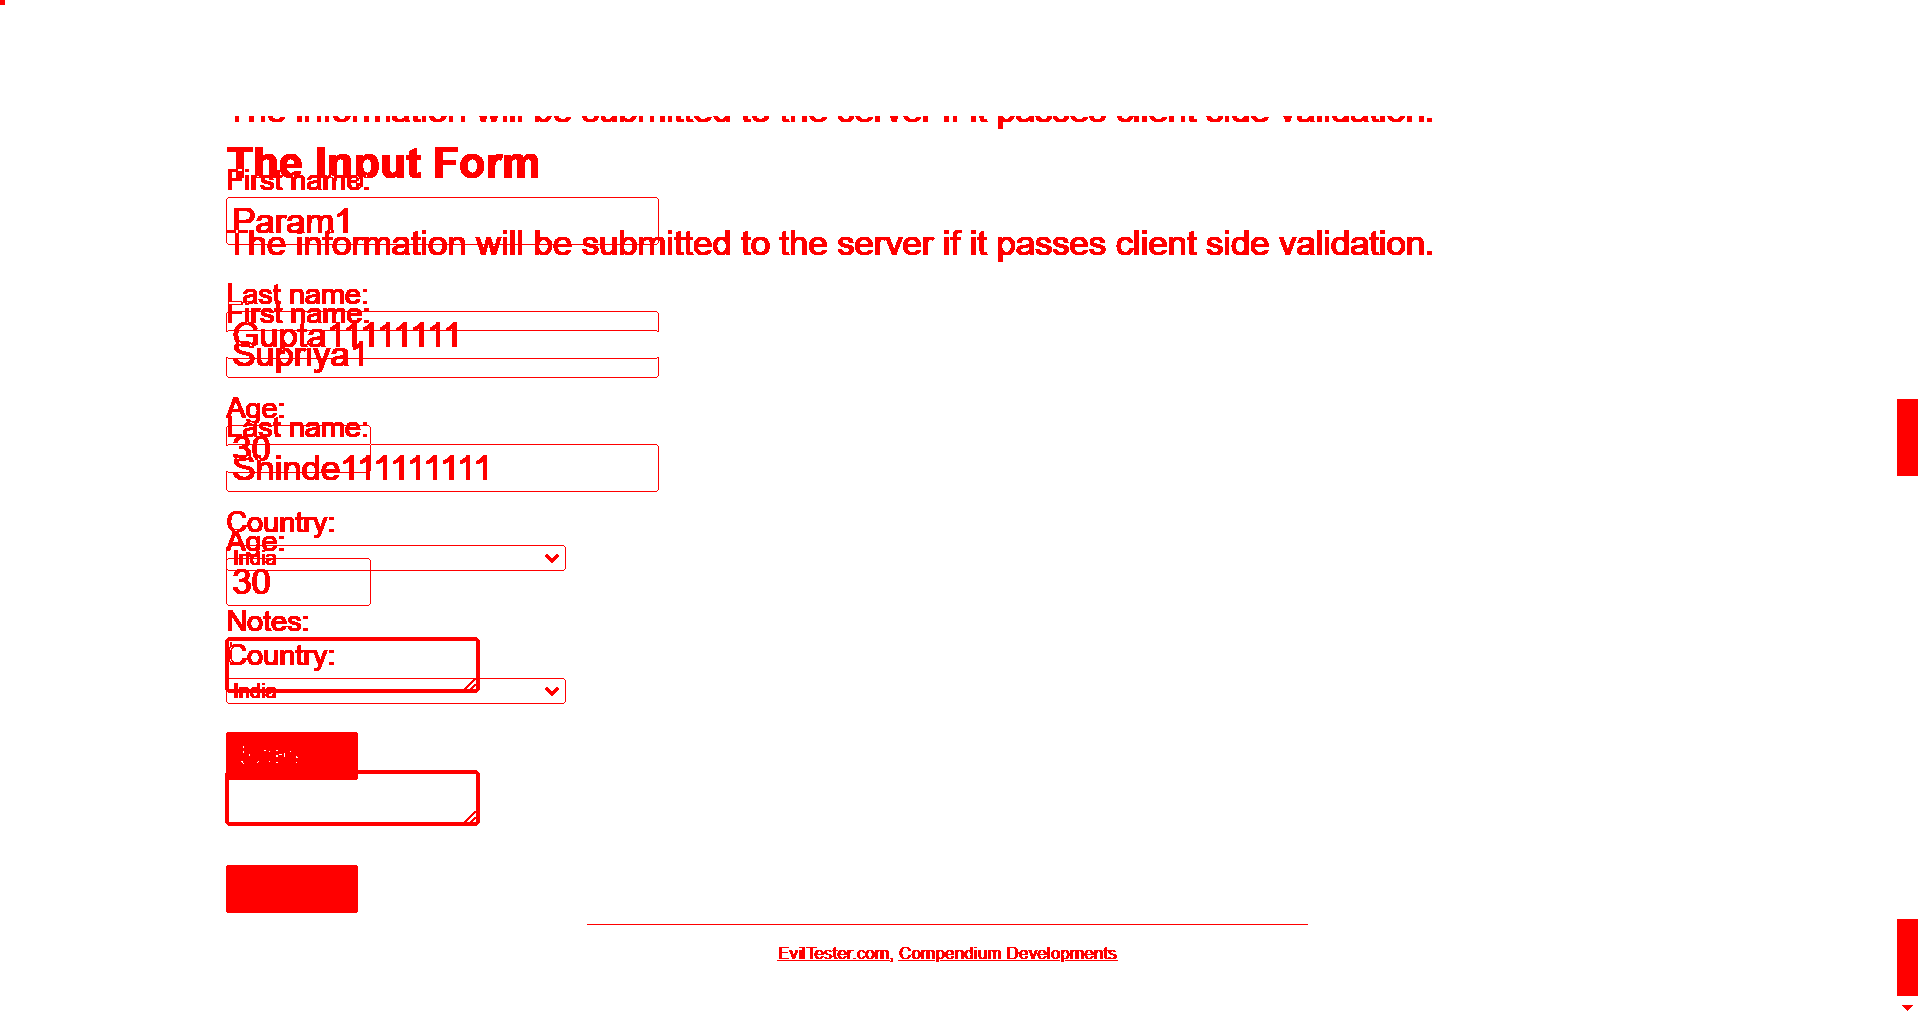 The information will be submitted to the server if it passes client side validation.
The Input Form
First name:
Param1
The information will be submitted to the server if it passes client side validation.
Last name:
First name:
Gupta11111111
Supriya1
Age:
Last name:
30
Shinde111111111
Country:
Age:
India
30
Notes:
Country:
India
EvilTester.com, Compendium Developments